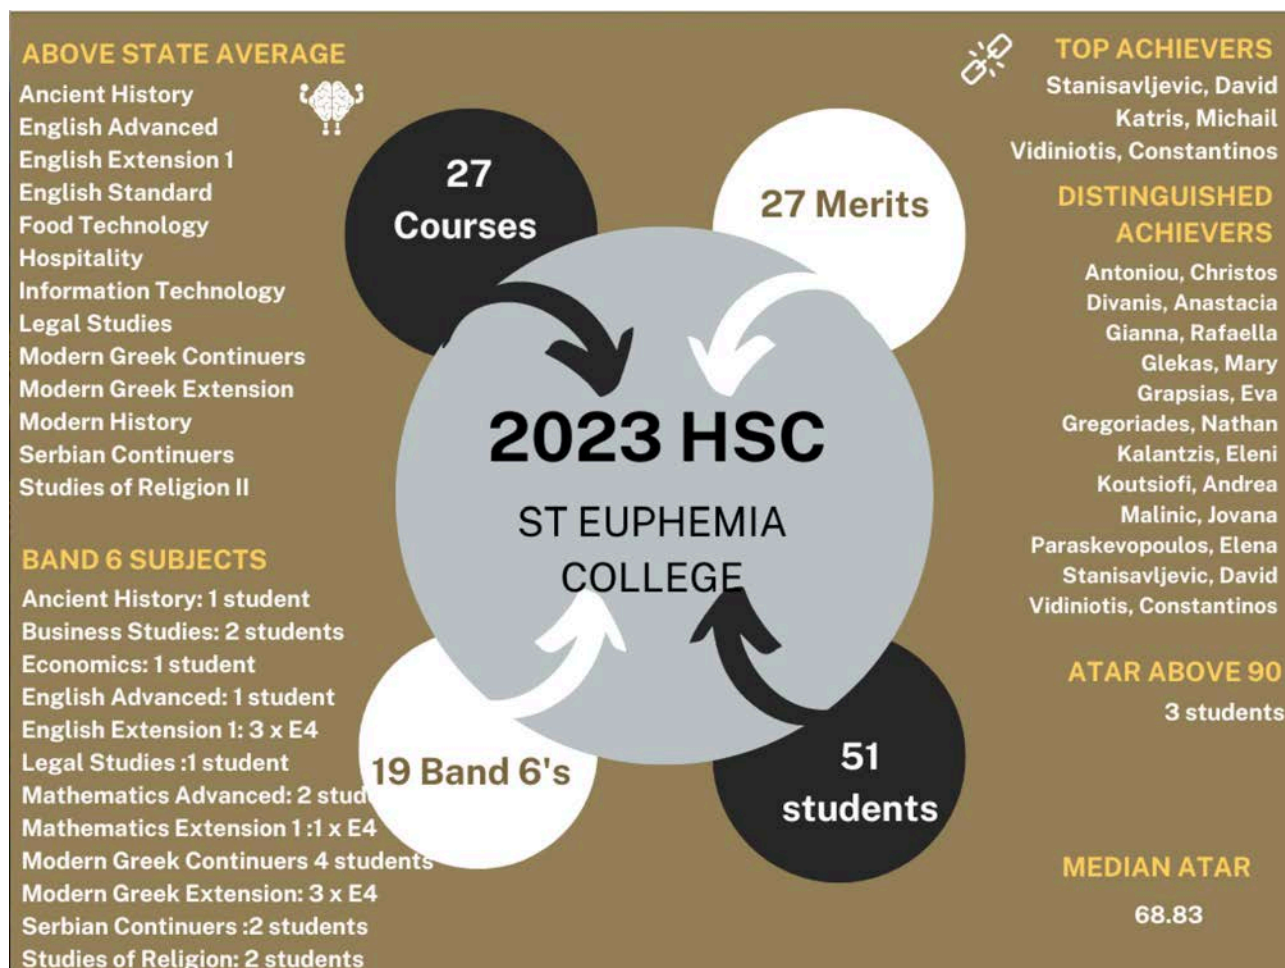 ABOVE STATE AVERAGE
Ancient History
English Advanced
English Extension 1
English Standard
Food Technology
Hospitality
Information Technology
Legal Studies
Modern Greek Continuers
Modern Greek Extension
Modern History
Serbian Continuers
Studies of Religion II
BAND 6 SUBJECTS
Ancient History: 1 student
Business Studies: 2 students
Economics: 1 student
English Advanced: 1 student
English Extension 1: 3 x E4
Legal Studies :1 student
Mathematics Advanced: 2 stud
Mathematics Extension 1 :1 x E4
Modern Greek Continuers 4 students
Modern Greek Extension: 3 x E4
Serbian Continuers :2 students
Studies of Religion: 2 students
27
Courses
27 Merits
2023 HSC
ST EUPHEMIA
COLLEGE
19 Band 6's
51
students
TOP ACHIEVERS
Stanisavljevic, David
Katris, Michail
Vidiniotis, Constantinos
DISTINGUISHED
ACHIEVERS
Antoniou, Christos
Divanis, Anastacia
Gianna, Rafaella
Glekas, Mary
Grapsias, Eva
Gregoriades, Nathan
Kalantzis, Eleni
Koutsiofi, Andrea
Malinic, Jovana
Paraskevopoulos, Elena
Stanisavljevic, David
Vidiniotis, Constantinos
ATAR ABOVE 90
3 students
MEDIAN ATAR
68.83